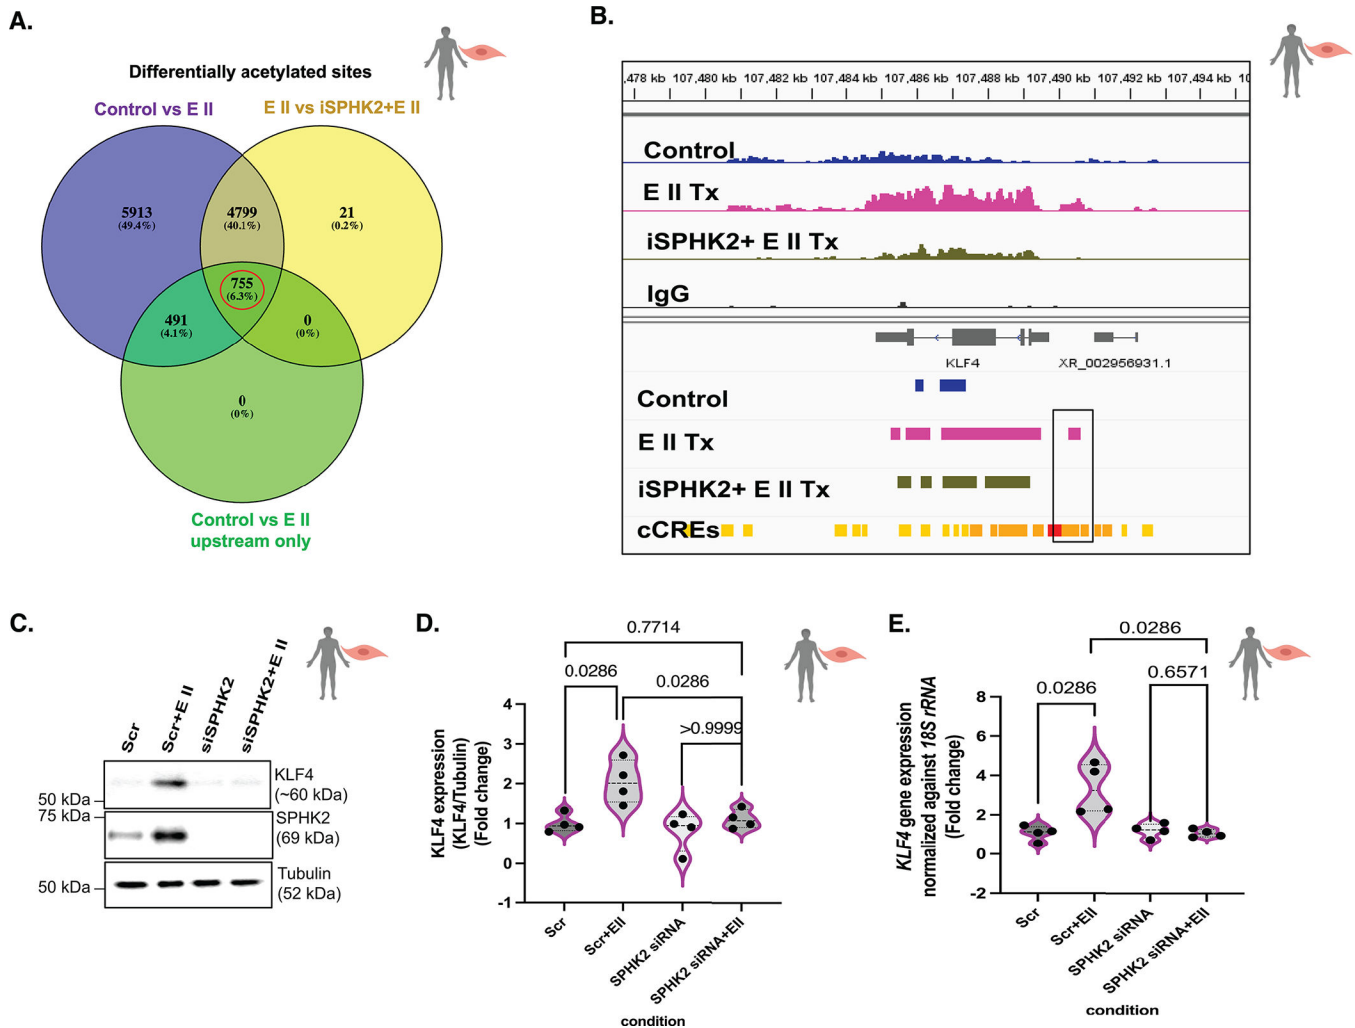 A.
Differentially acetylated sites
Control vs E II
E II vs iSPHK2+E II
5913
(49.4%)
4799
(40.1%)
21
(0.2%)
755
(6.3%)
491
(4.1%)
0
(0%)
0
(0%)
Control vs E II
upstream only
B.
,478 kb 107,480 kb 107,482 kb 107,484 kb 107,486 kb 107,488 kb 107,490 kb 107,492 kb 107,494 kb 10
Control
E II Tx
iSPHK2+ E II Tx
IgG
KLF4
XR_002956931.1
Control
E II Tx
iSPHK2+ E II Tx
cCREs
C.
Scr
Scr+E II
siSPHK2
siSPHK2+E II
KLF4
(~60 kDa)
50 kDa
75 kDa
SPHK2
(69 kDa)
50 kDa
Tubulin
(52 kDa)
D.
0.7714
0.0286
0.0286
>0.9999
KLF4 expression
(KLF4/Tubulin)
(Fold change)
4
3
2
1
0
-1
Scr
Scr+EII
SPHK2 siRNA
SPHK2 siRNA+EII
condition
E.
0.0286
0.6571
0.0286
KLF4 gene expression
normalized against 18S rRNA
(Fold change)
8
6
4
2
0
-2
Scr
Scr+EII
SPHK2 siRNA
SPHK2 siRNA+EII
condition